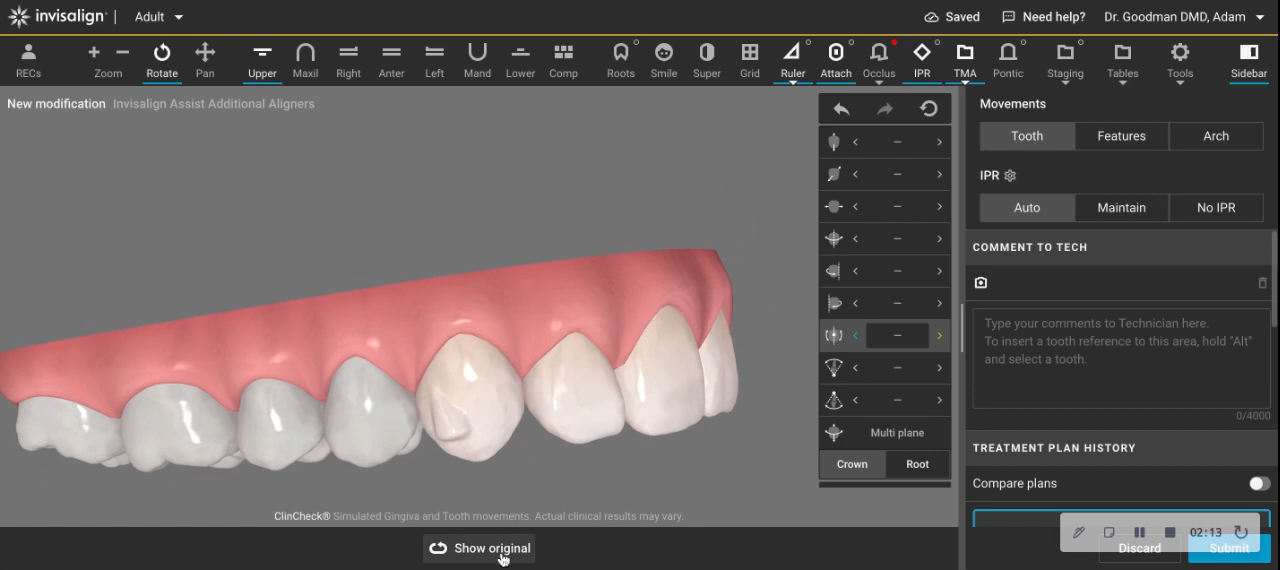 invisalign
Adult
Saved
Need help?
Dr. Goodman DMD, Adam
RECs
Zoom
Rotate
Pan
Upper
Maxil
Right
Anter
Left
Mand
Lower
Comp
Roots
Smile
Super
Grid
Ruler
Attach
Occlus
IPR
TMA
Pontic
Staging
Tables
Tools
Sidebar
New modification Invisalign Assist Additional Aligners
Multi plane
Crown
Root
Movements
Tooth
Features
Arch
IPR
Auto
Maintain
No IPR
COMMENT TO TECH
Type your comments to Technician here.
To insert a tooth reference to this area, hold "Alt"
and select a tooth.
0/4000
TREATMENT PLAN HISTORY
Compare plans
02:13
Discard
Submit
ClinCheck® Simulated Gingiva and Tooth movements. Actual clinical results may vary.
Show original